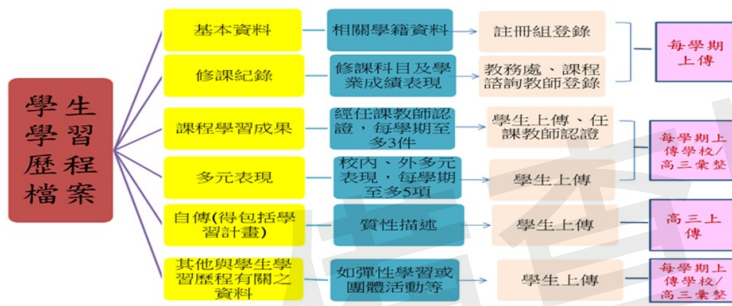 學生
學習
歷程
檔案
基本資料
相關學籍資料
註冊組登錄
每學期
上傳
修課紀錄
修課科目及學
業成績表現
教務處、課程
諮詢教師登錄
課程學習成果
經任課教師認
證，每學期至
多3件
學生上傳、任
課教師認證
每學期上
傳學校/
高三彙整
多元表現
校內、外多元
表現，每學期
至多5項
學生上傳
自傳(得包括學
習計畫)
質性描述
學生上傳
高三上
傳
其他與學生學
習歷程有關之
資料
如彈性學習或
團體活動等
學生上傳
每學期上
傳學校/
高三彙整